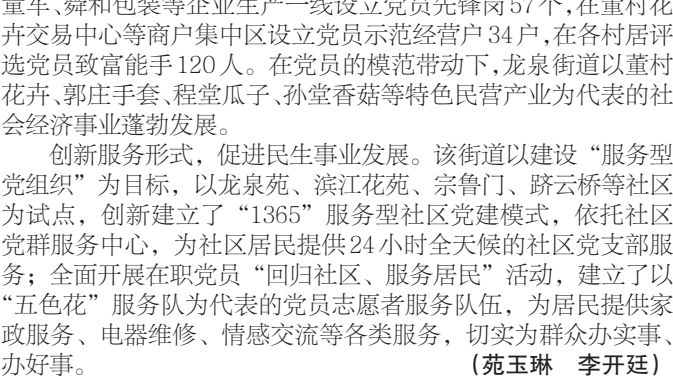 童车、舜和包装等企业生产一线设立党员先锋岗57个,在董村花
卉交易中心等商户集中区设立党员示范经营户34户,在各村居评
选党员致富能手120人。在党员的模范带动下,龙泉街道以董村
花卉、郭庄手套、程堂瓜子、孙堂香菇等特色民营产业为代表的社
会经济事业蓬勃发展。
创新服务形式，促进民生事业发展。该街道以建设“服务型
党组织”为目标，以龙泉苑、滨江花苑、宗鲁门、跻云桥等社区
为试点，创新建立了“1365”服务型社区党建模式，依托社区
党群服务中心，为社区居民提供24小时全天候的社区党支部服
务；全面开展在职党员“回归社区、服务居民”活动，建立了以
“五色花”服务队为代表的党员志愿者服务队伍，为居民提供家
政服务、电器维修、情感交流等各类服务，切实为群众办实事、
办好事。 (苑玉琳 李开廷)